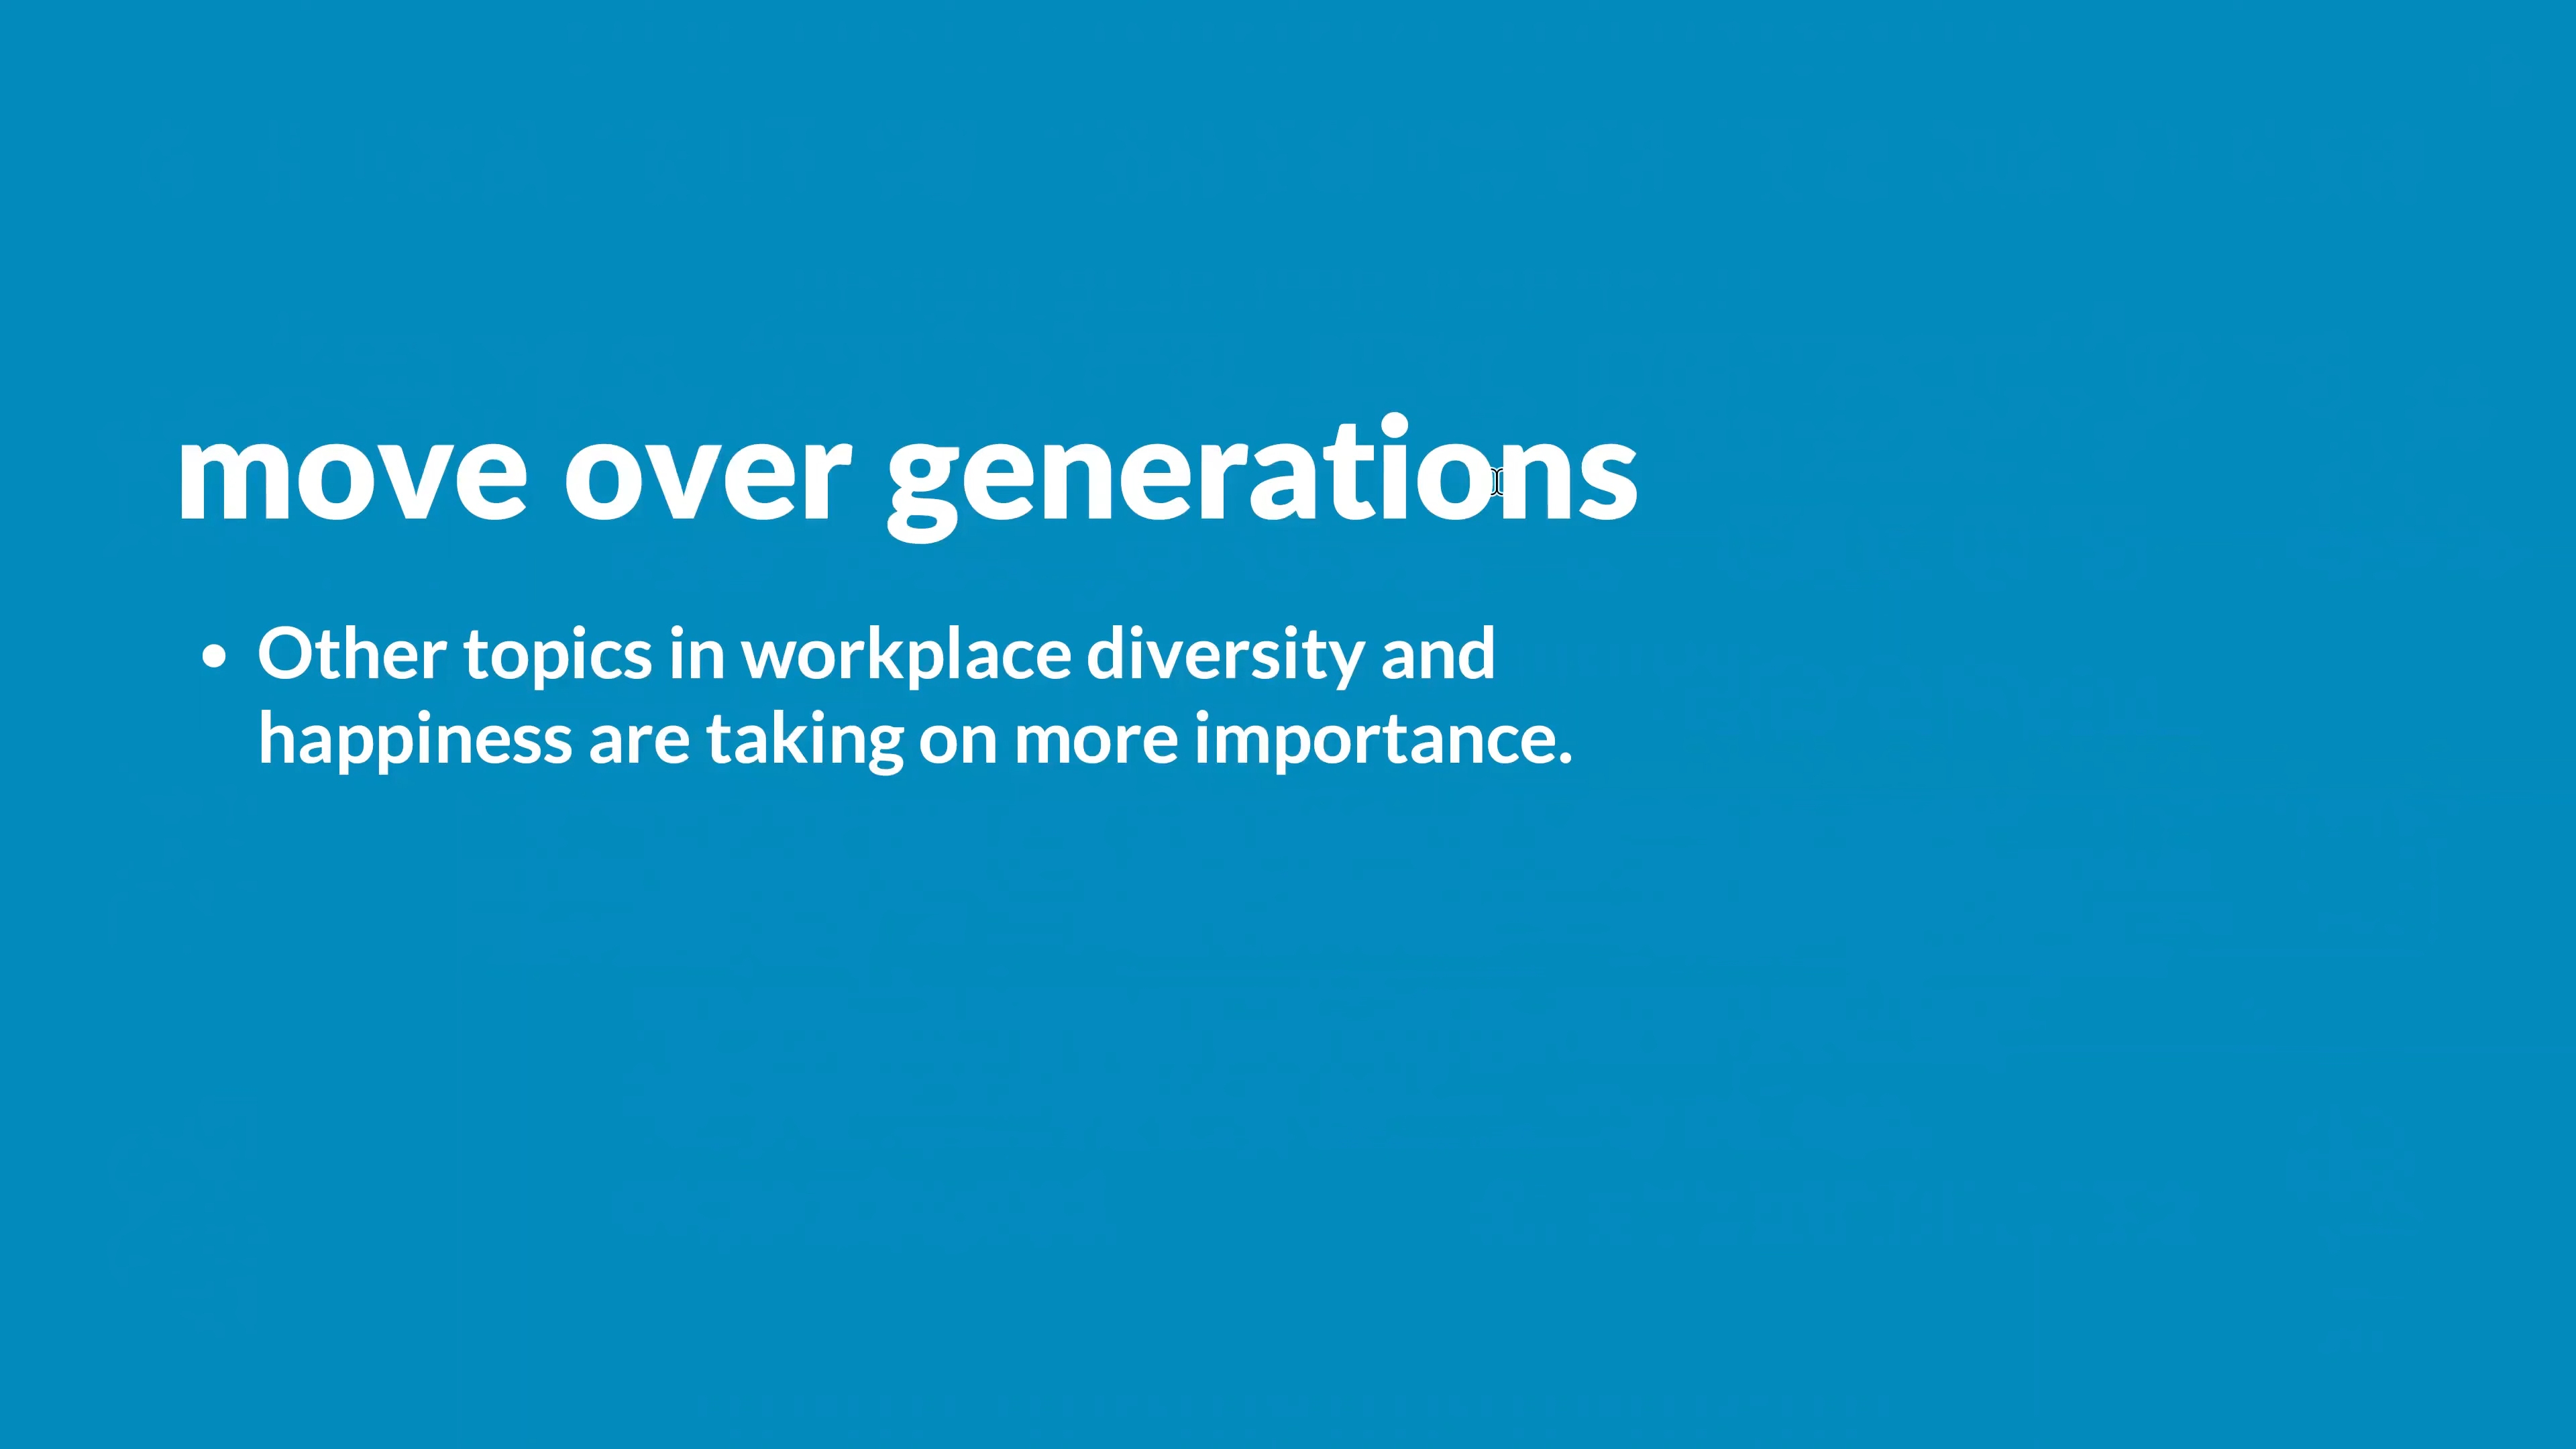 move over generations
• Other topics in workplace diversity and
happiness are taking on more importance.